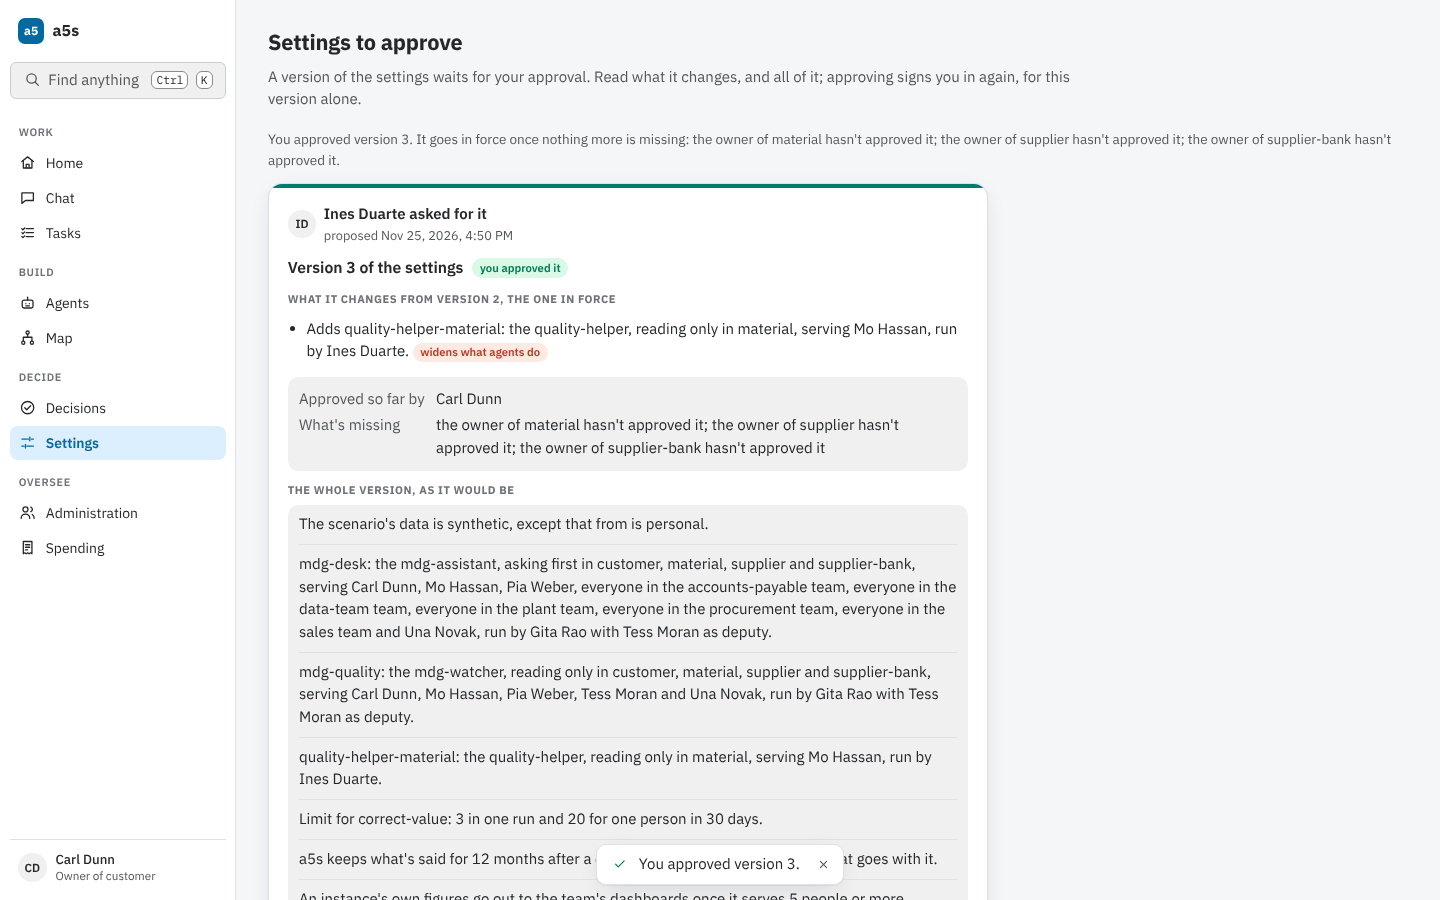 a5 a5s
Find anything Ctrl K
WORK
Home
Chat
Tasks
BUILD
Agents
Map
DECIDE
Decisions
Settings
OVERSEE
Administration
Spending
CD Carl Dunn
Owner of customer
Settings to approve
A version of the settings waits for your approval. Read what it changes, and all of it; approving signs you in again, for this
version alone.
You approved version 3. It goes in force once nothing more is missing: the owner of material hasn't approved it; the owner of supplier hasn't approved it; the owner of supplier-bank hasn't
approved it.
ID Ines Duarte asked for it
proposed Nov 25, 2026, 4:50 PM
Version 3 of the settings you approved it
WHAT IT CHANGES FROM VERSION 2, THE ONE IN FORCE
• Adds quality-helper-material: the quality-helper, reading only in material, serving Mo Hassan, run
by Ines Duarte. widens what agents do
Approved so far by Carl Dunn
What's missing the owner of material hasn't approved it; the owner of supplier hasn't
approved it; the owner of supplier-bank hasn't approved it
THE WHOLE VERSION, AS IT WOULD BE
The scenario's data is synthetic, except that from is personal.
mdg-desk: the mdg-assistant, asking first in customer, material, supplier and supplier-bank,
serving Carl Dunn, Mo Hassan, Pia Weber, everyone in the accounts-payable team, everyone in the
data-team team, everyone in the plant team, everyone in the procurement team, everyone in the
sales team and Una Novak, run by Gita Rao with Tess Moran as deputy.
mdg-quality: the mdg-watcher, reading only in customer, material, supplier and supplier-bank,
serving Carl Dunn, Mo Hassan, Pia Weber, Tess Moran and Una Novak, run by Gita Rao with Tess
Moran as deputy.
quality-helper-material: the quality-helper, reading only in material, serving Mo Hassan, run by
Ines Duarte.
Limit for correct-value: 3 in one run and 20 for one person in 30 days.
a5s keeps what's said for 12 months after a at goes with it.
You approved version 3.
An instance's own figures go out to the team's dashboards once it serves 5 people or more